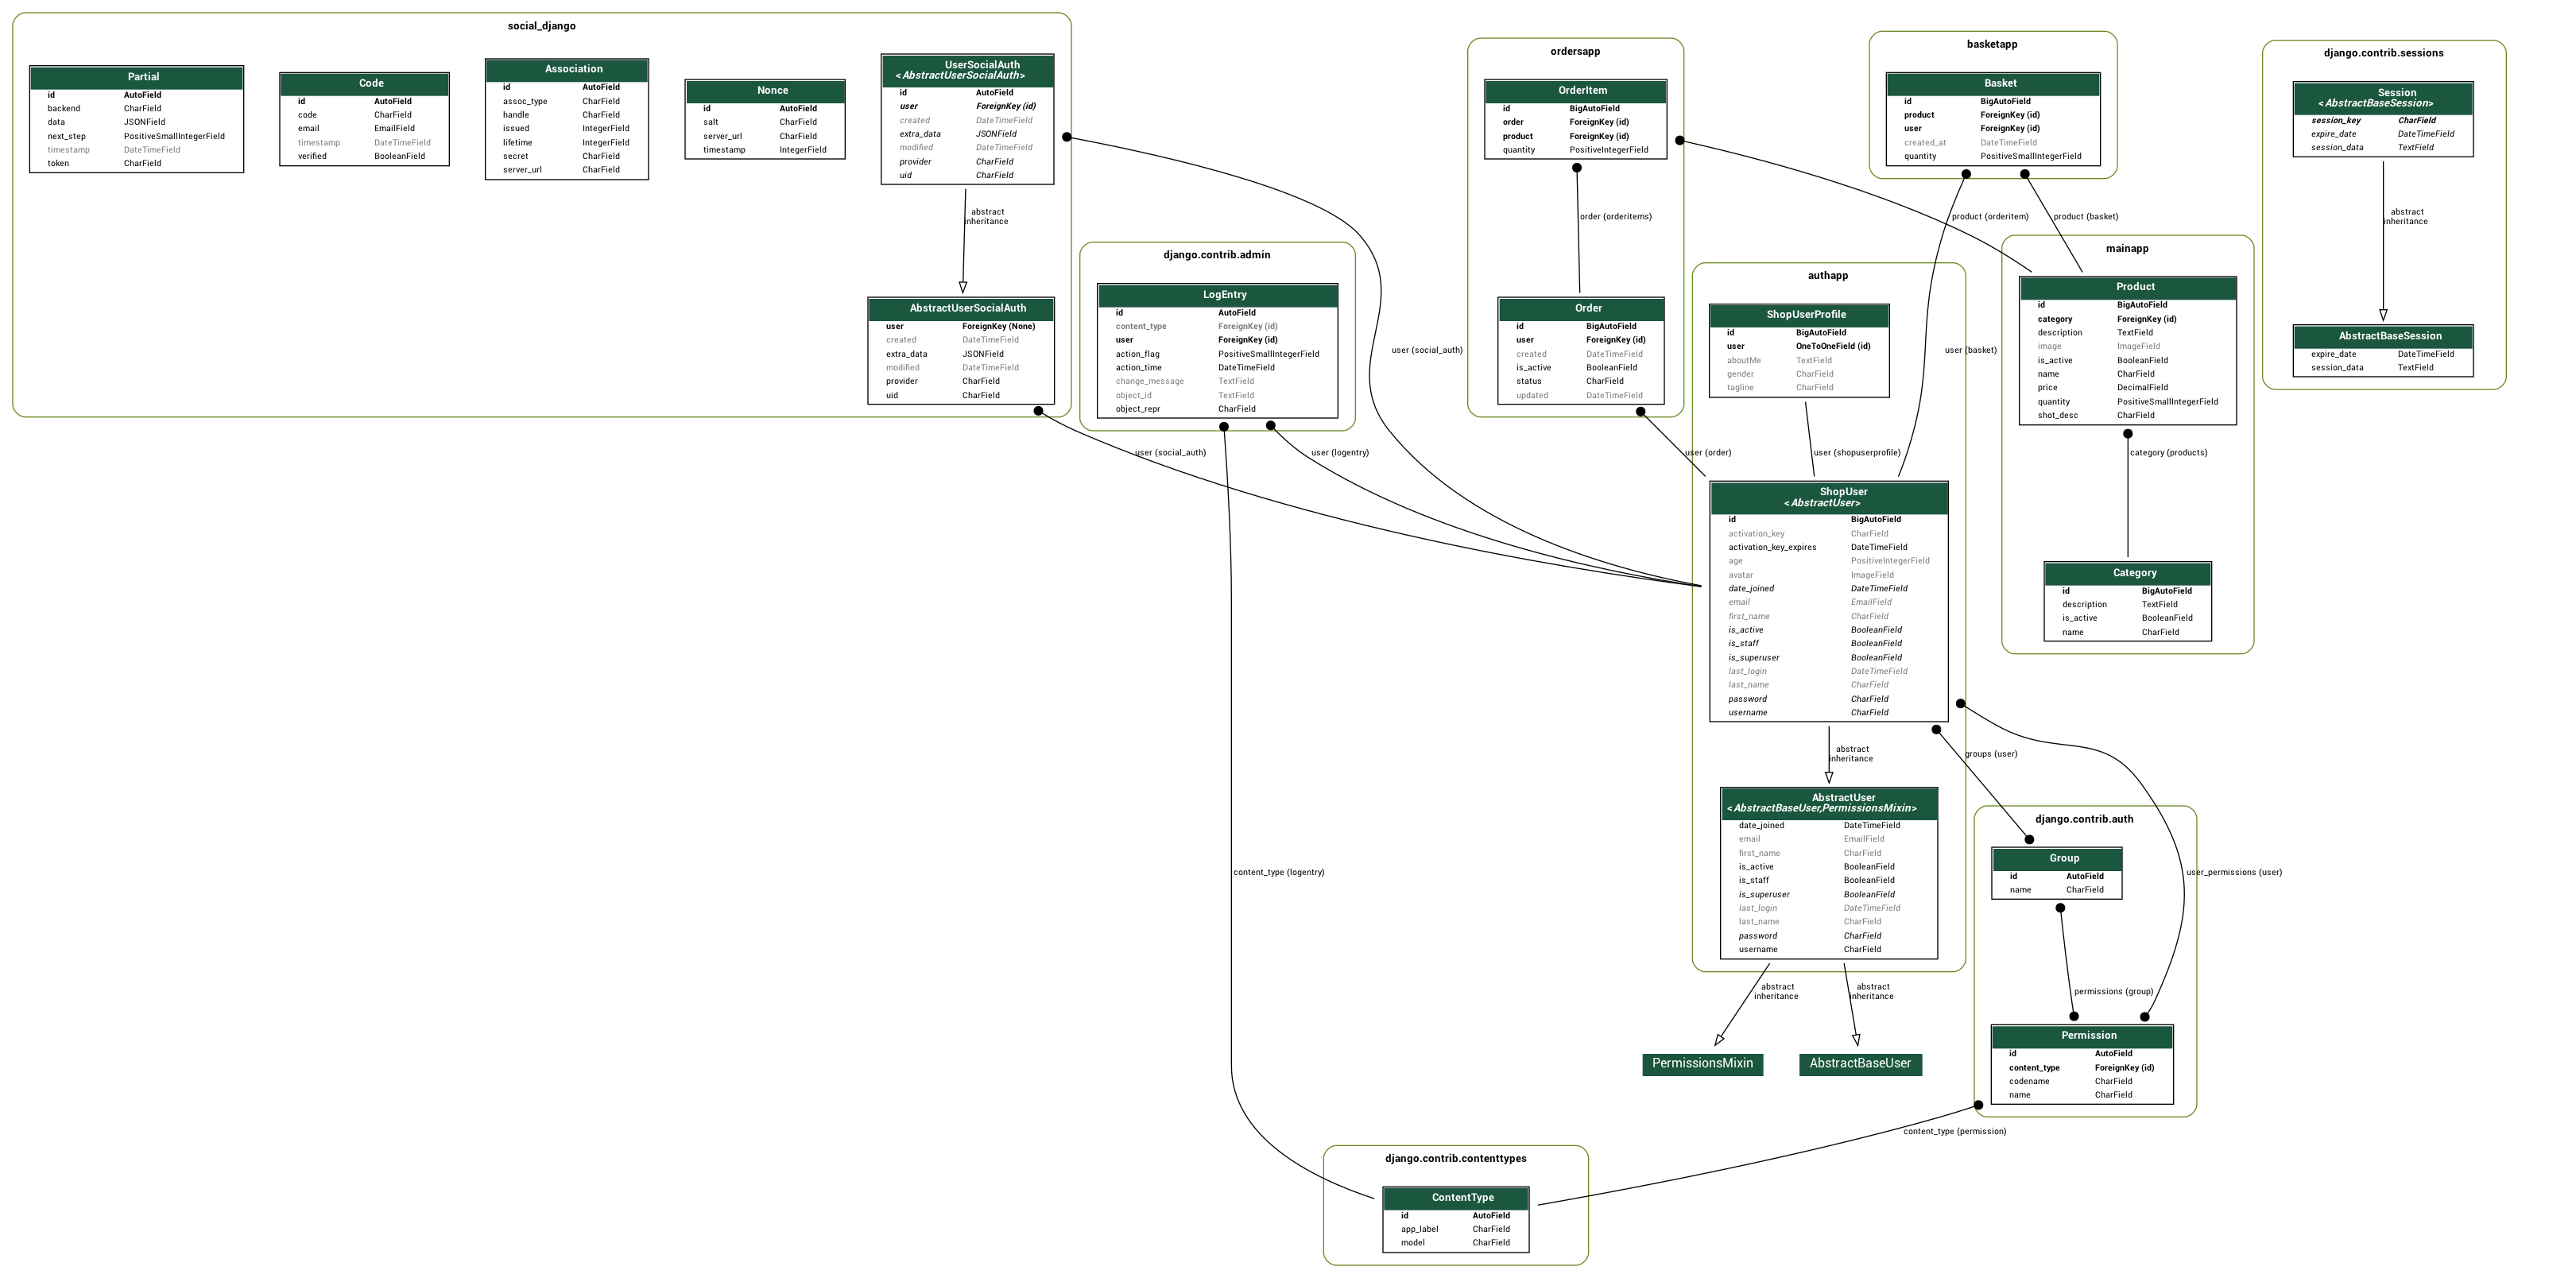 social_django
Partial
id AutoField
backend CharField
data JSONField
next_step PositiveSmallIntegerField
timestamp DateTimeField
token CharField
Code
id AutoField
code CharField
email EmailField
timestamp DateTimeField
verified BooleanField
Association
id AutoField
assoc_type CharField
handle CharField
issued IntegerField
lifetime IntegerField
secret CharField
server_url CharField
Nonce
id AutoField
salt CharField
server_url CharField
timestamp IntegerField
UserSocialAuth
<AbstractUserSocialAuth>
id AutoField
user ForeignKey (id)
created DateTimeField
extra_data JSONField
modified DateTimeField
provider CharField
uid CharField
abstract
inheritance
AbstractUserSocialAuth
user ForeignKey (None)
created DateTimeField
extra_data JSONField
modified DateTimeField
provider CharField
uid CharField
django.contrib.admin
LogEntry
id AutoField
content_type ForeignKey (id)
user ForeignKey (id)
action_flag PositiveSmallIntegerField
action_time DateTimeField
change_message TextField
object_id TextField
object_repr CharField
ordersapp
OrderItem
id BigAutoField
order ForeignKey (id)
product ForeignKey (id)
quantity PositiveIntegerField
order (orderitems)
Order
id BigAutoField
user ForeignKey (id)
created DateTimeField
is_active BooleanField
status CharField
updated DateTimeField
basketapp
Basket
id BigAutoField
product ForeignKey (id)
user ForeignKey (id)
created_at DateTimeField
quantity PositiveSmallIntegerField
product (orderitem)
product (basket)
django.contrib.sessions
Session
<AbstractBaseSession>
session_key CharField
expire_date DateTimeField
session_data TextField
abstract
inheritance
AbstractBaseSession
expire_date DateTimeField
session_data TextField
mainapp
Product
id BigAutoField
category ForeignKey (id)
description TextField
image ImageField
is_active BooleanField
name CharField
price DecimalField
quantity PositiveSmallIntegerField
shot_desc CharField
category (products)
Category
id BigAutoField
description TextField
is_active BooleanField
name CharField
authapp
ShopUserProfile
id BigAutoField
user OneToOneField (id)
aboutMe TextField
gender CharField
tagline CharField
user (social_auth)
user (basket)
user (social_auth)
user (logentry)
user (order)
user (shopuserprofile)
ShopUser
<AbstractUser>
id BigAutoField
activation_key CharField
activation_key_expires DateTimeField
age PositiveIntegerField
avatar ImageField
date_joined DateTimeField
email EmailField
first_name CharField
is_active BooleanField
is_staff BooleanField
is_superuser BooleanField
last_login DateTimeField
last_name CharField
password CharField
username CharField
abstract
inheritance
groups (user)
AbstractUser
<AbstractBaseUser,PermissionsMixin>
date_joined DateTimeField
email EmailField
first_name CharField
is_active BooleanField
is_staff BooleanField
is_superuser BooleanField
last_login DateTimeField
last_name CharField
password CharField
username CharField
abstract
inheritance
abstract
inheritance
PermissionsMixin
AbstractBaseUser
django.contrib.auth
Group
id AutoField
name CharField
content_type (logentry)
user_permissions (user)
permissions (group)
Permission
id AutoField
content_type ForeignKey (id)
codename CharField
name CharField
content_type (permission)
django.contrib.contenttypes
ContentType
id AutoField
app_label CharField
model CharField